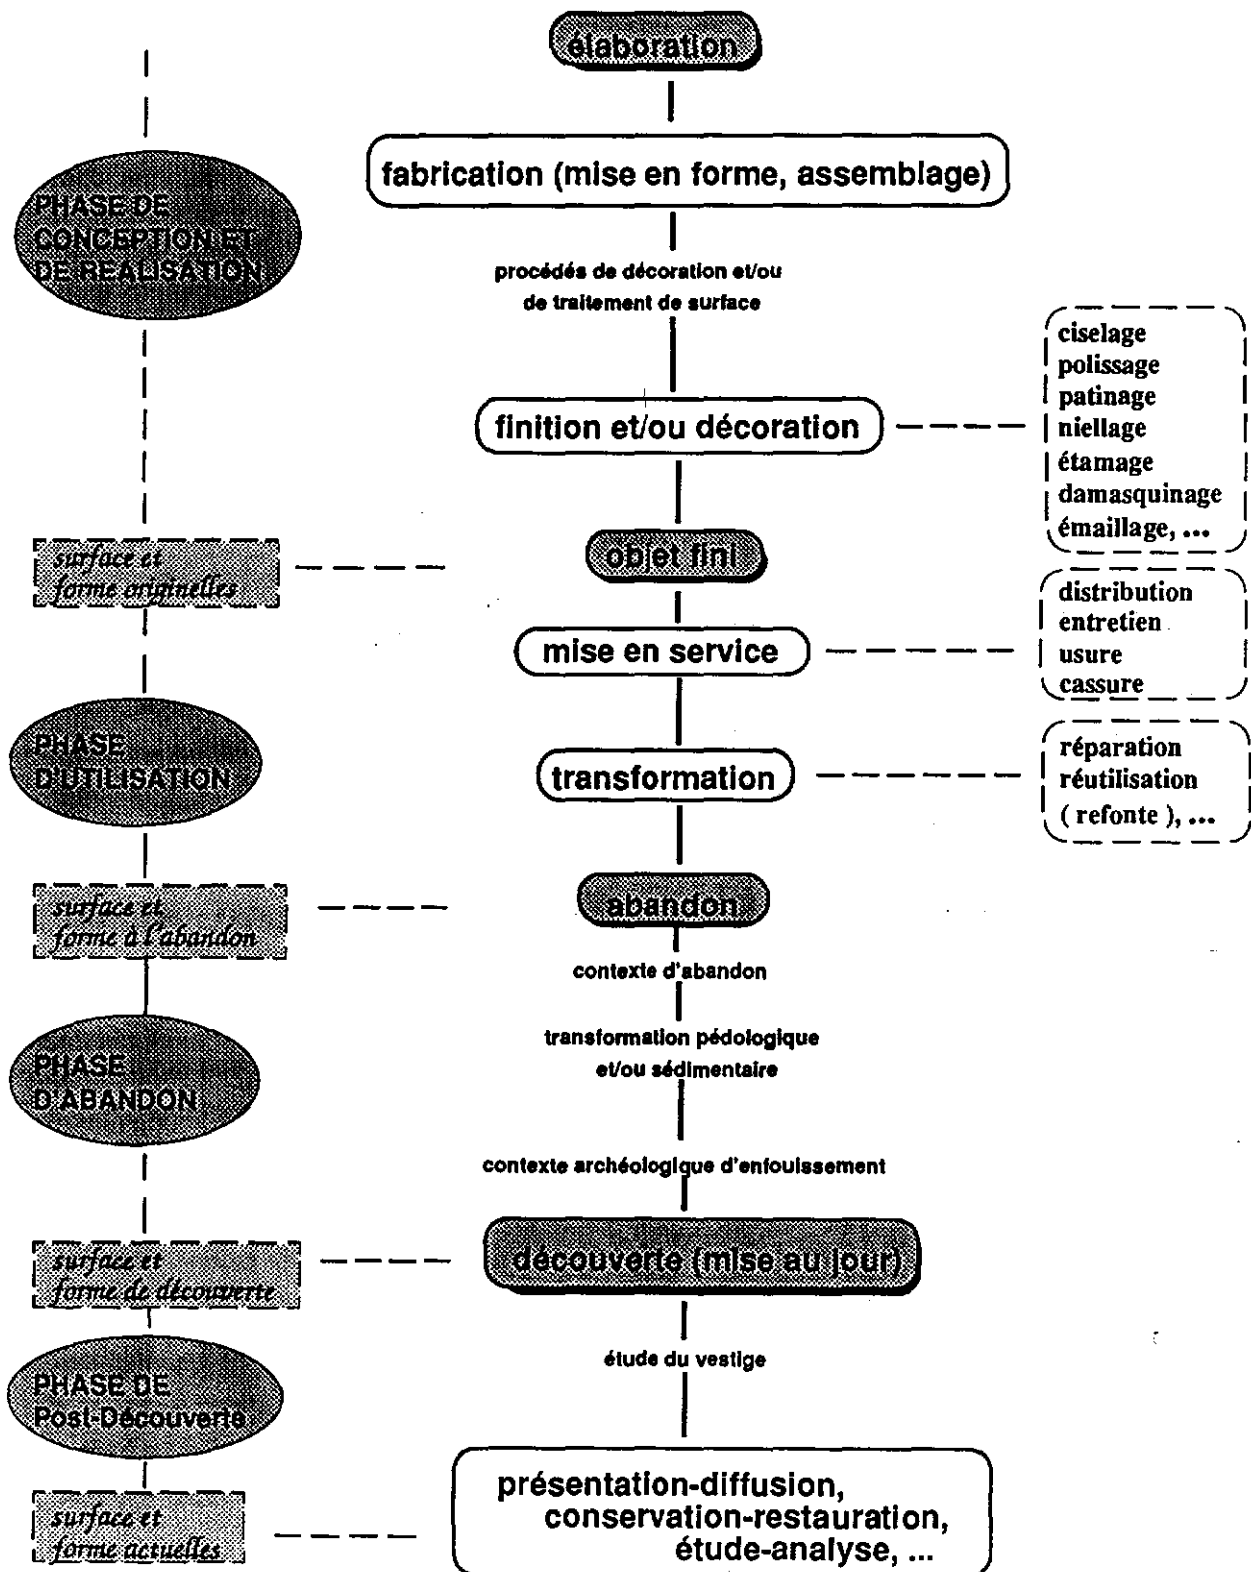 élaboration
fabrication (mise en forme, assemblage)
PHASE DE
CONCEPTION ET
DE REALISATION
procédés de décoration et/ou
de traitement de surface
finition et/ou décoration
ciselage
polissage
patinage
niellage
étamage
damasquinage
émaillage, ...
surface et
forme originelles
objet fini
mise en service
distribution
entretien
usure
cassure
PHASE
D'UTILISATION
transformation
réparation
réutilisation
( refonte ), ...
surface et
forme à l'abandon
abandon
contexte d'abandon
transformation pédologique
et/ou sédimentaire
PHASE
D'ABANDON
contexte archéologique d'enfouissement
surface et
forme de découverte
découverte (mise au jour)
étude du vestige
PHASE DE
Post-Découverte
surface et
forme actuelles
présentation-diffusion,
conservation-restauration,
étude-analyse, ...